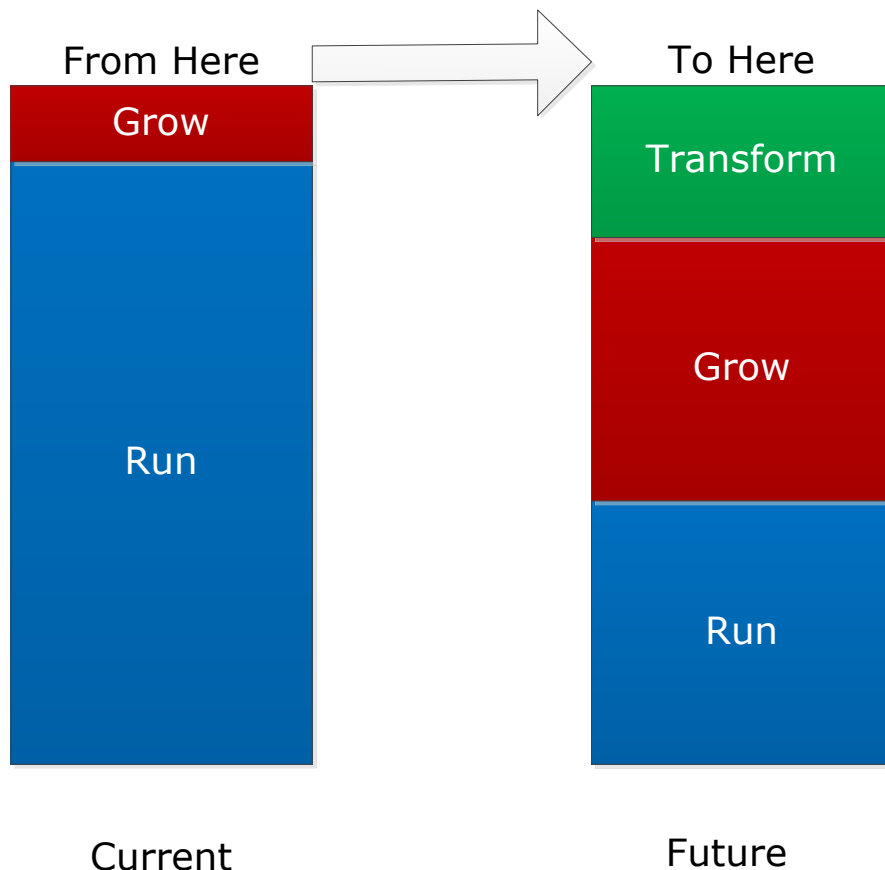 From Here
To Here
Grow
Run
Transform
Grow
Run
Current
Future